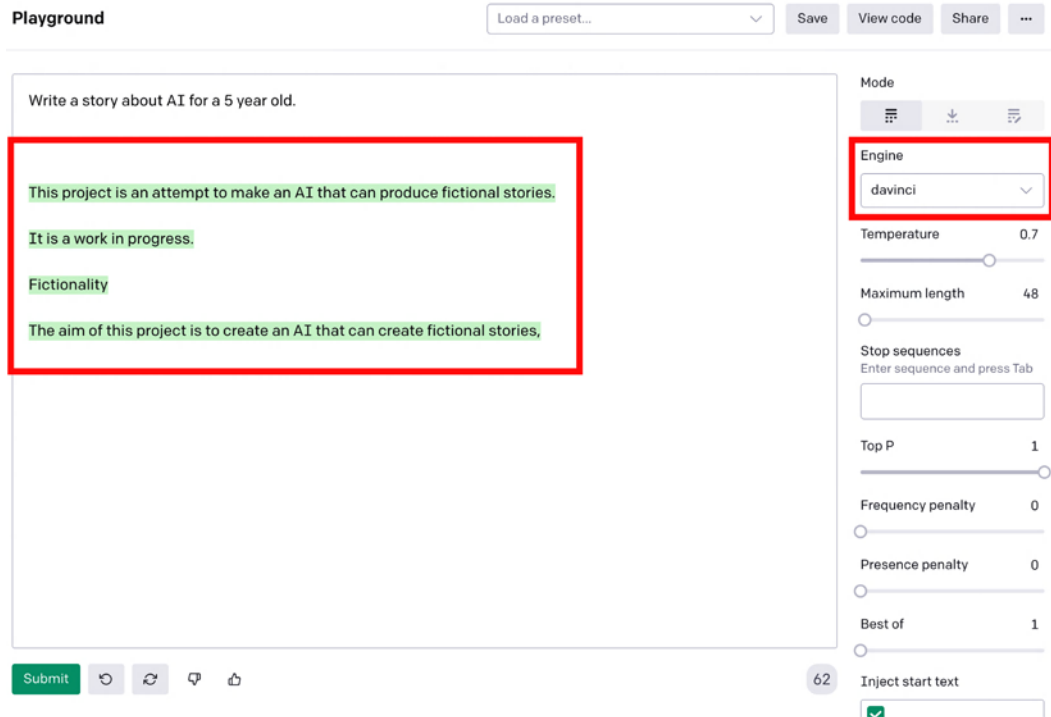 Playground
Load a preset...
Save
View code
Share
...
Write a story about AI for a 5 year old.
This project is an attempt to make an AI that can produce fictional stories.
It is a work in progress.
Fictionality
The aim of this project is to create an AI that can create fictional stories,
Mode
Engine
davinci
Temperature 0.7
Maximum length 48
Stop sequences
Enter sequence and press Tab
Top P 1
Frequency penalty 0
Presence penalty 0
Best of 1
Inject start text
Submit
62